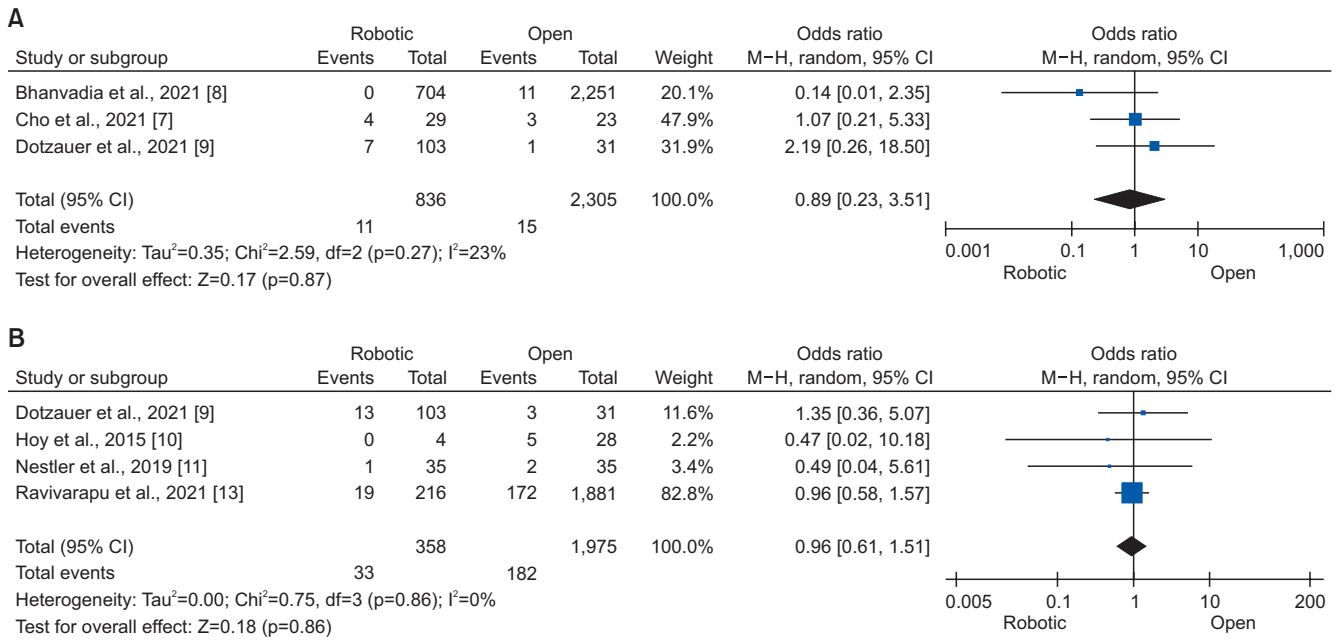 A
Robotic Open Odds ratio Odds ratio
Study or subgroup Events Total Events Total Weight M−H, random, 95% CI M−H, random, 95% CI
Bhanvadia et al., 2021 [8] 0 704 11 2,251 20.1% 0.14 [0.01, 2.35]
Cho et al., 2021 [7] 4 29 3 23 47.9% 1.07 [0.21, 5.33]
Dotzauer et al., 2021 [9] 7 103 1 31 31.9% 2.19 [0.26, 18.50]
Total (95% CI) 836 2,305 100.0% 0.89 [0.23, 3.51]
Total events 11 15
Heterogeneity: Tau²=0.35; Chi²=2.59, df=2 (p=0.27); I²=23%
Test for overall effect: Z=0.17 (p=0.87)
0.001 0.1 1 10 1,000
Robotic Open
B
Robotic Open Odds ratio Odds ratio
Study or subgroup Events Total Events Total Weight M−H, random, 95% CI M−H, random, 95% CI
Dotzauer et al., 2021 [9] 13 103 3 31 11.6% 1.35 [0.36, 5.07]
Hoy et al., 2015 [10] 0 4 5 28 2.2% 0.47 [0.02, 10.18]
Nestler et al., 2019 [11] 1 35 2 35 3.4% 0.49 [0.04, 5.61]
Ravivarapu et al., 2021 [13] 19 216 172 1,881 82.8% 0.96 [0.58, 1.57]
Total (95% CI) 358 1,975 100.0% 0.96 [0.61, 1.51]
Total events 33 182
Heterogeneity: Tau²=0.00; Chi²=0.75, df=3 (p=0.86); I²=0%
Test for overall effect: Z=0.18 (p=0.86)
0.005 0.1 1 10 200
Robotic Open